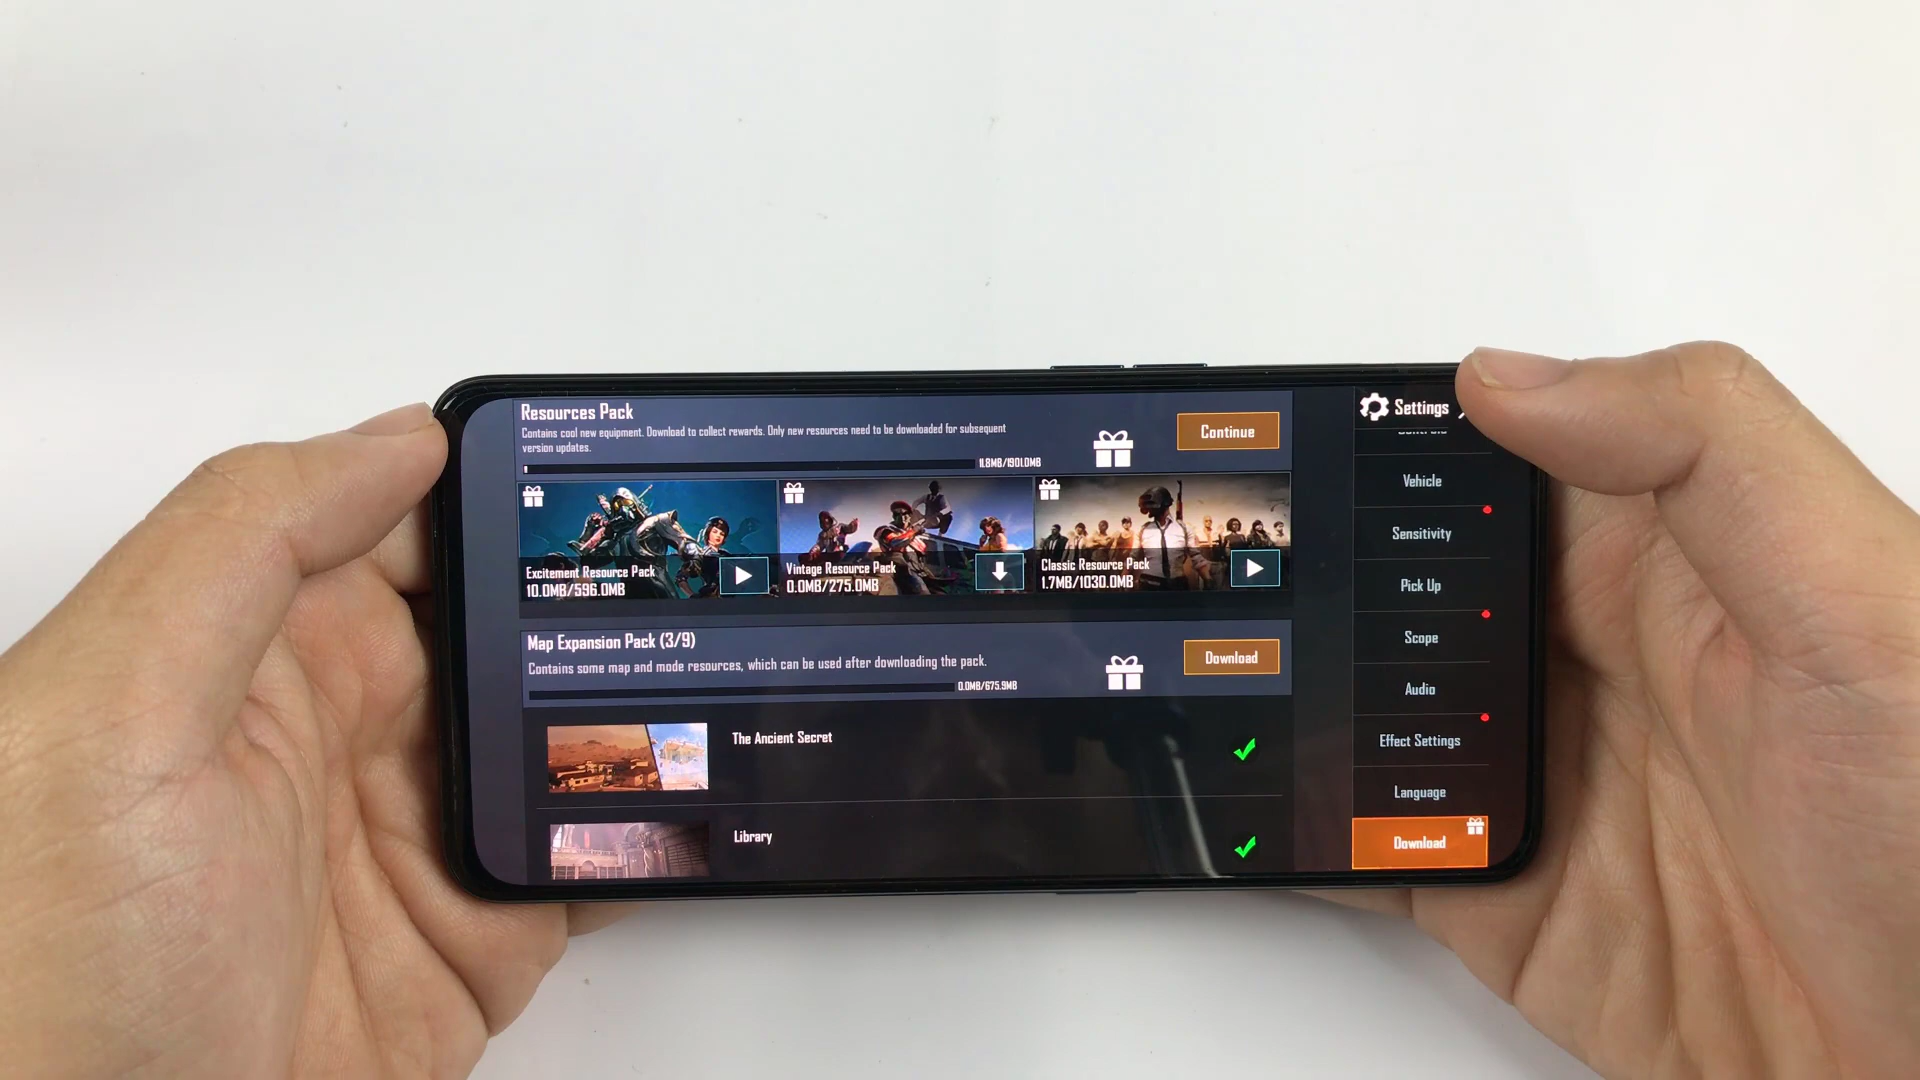 Resources Pack
Contains cool new equipment. Download to collect rewards. Only new resources need to be downloaded for subsequent
version updates.
11.8MB/1901.0MB
Continue
Excitement Resource Pack
10.0MB/596.0MB
Vintage Resource Pack
0.0MB/275.0MB
Classic Resource Pack
1.7MB/1030.0MB
Map Expansion Pack (3/9)
Contains some map and mode resources, which can be used after downloading the pack.
0.0MB/675.9MB
Download
The Ancient Secret
Library
Settings
Vehicle
Sensitivity
Pick Up
Scope
Audio
Effect Settings
Language
Download